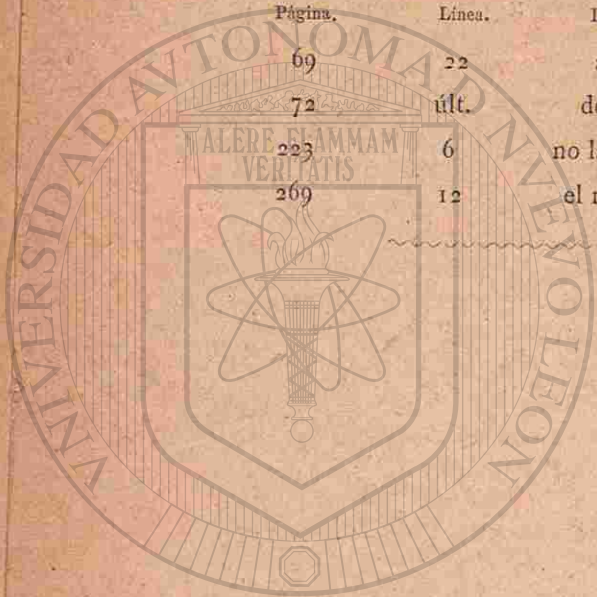 Página. Línea.
69 22
72 últ.
223 6 no
269 12 el
ALERE FLAMMAM
VERITATIS
UNIVERSIDAD AUTONOMA DE NUEVO LEON